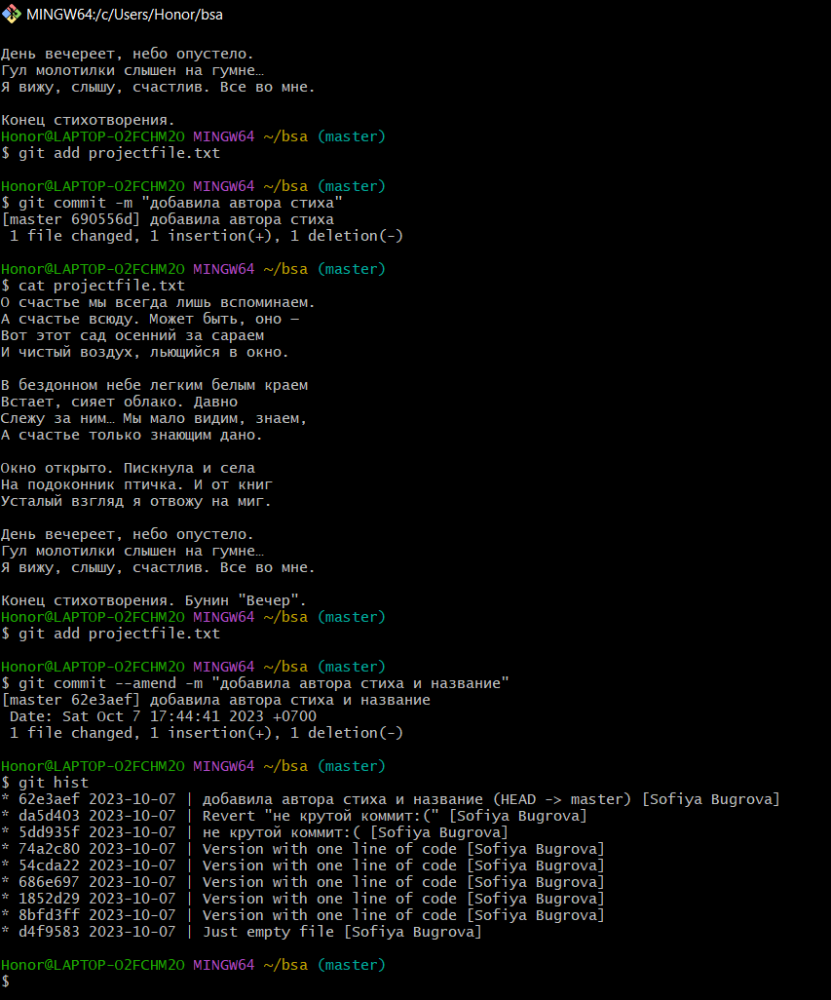 MINGW64:/c/Users/Honor/bsa
День вечереет, небо опустело.
Гул молотилки слышен на гумне…
Я вижу, слышу, счастлив. Все во мне.
Конец стихотворения.
Honor@LAPTOP-O2FCHM2O MINGW64 ~/bsa (master)
$ git add projectfile.txt
Honor@LAPTOP-O2FCHM2O MINGW64 ~/bsa (master)
$ git commit -m "добавила автора стиха"
[master 690556d] добавила автора стиха
1 file changed, 1 insertion(+), 1 deletion(-)
Honor@LAPTOP-O2FCHM2O MINGW64 ~/bsa (master)
$ cat projectfile.txt
О счастье мы всегда лишь вспоминаем.
А счастье всюду. Может быть, оно —
Вот этот сад осенний за сараем
И чистый воздух, льющийся в окно.
В бездонном небе легким белым краем
Встает, сияет облако. Давно
Слежу за ним… Мы мало видим, знаем,
А счастье только знающим дано.
Окно открыто. Пискнула и села
На подоконник птичка. И от книг
Усталый взгляд я отвожу на миг.
День вечереет, небо опустело.
Гул молотилки слышен на гумне…
Я вижу, слышу, счастлив. Все во мне.
Конец стихотворения. Бунин "Вечер".
Honor@LAPTOP-O2FCHM2O MINGW64 ~/bsa (master)
$ git add projectfile.txt
Honor@LAPTOP-O2FCHM2O MINGW64 ~/bsa (master)
$ git commit --amend -m "добавила автора стиха и название"
[master 62e3aef] добавила автора стиха и название
Date: Sat Oct 7 17:44:41 2023 +0700
1 file changed, 1 insertion(+), 1 deletion(-)
Honor@LAPTOP-O2FCHM2O MINGW64 ~/bsa (master)
$ git hist
* 62e3aef 2023-10-07 | добавила автора стиха и название (HEAD -> master) [Sofiya Bugrova]
* da5d403 2023-10-07 | Revert "не крутой коммит:(" [Sofiya Bugrova]
* 5dd935f 2023-10-07 | не крутой коммит:( [Sofiya Bugrova]
* 74a2c80 2023-10-07 | Version with one line of code [Sofiya Bugrova]
* 54cda22 2023-10-07 | Version with one line of code [Sofiya Bugrova]
* 686e697 2023-10-07 | Version with one line of code [Sofiya Bugrova]
* 1852d29 2023-10-07 | Version with one line of code [Sofiya Bugrova]
* 8bfd3ff 2023-10-07 | Version with one line of code [Sofiya Bugrova]
* d4f9583 2023-10-07 | Just empty file [Sofiya Bugrova]
Honor@LAPTOP-O2FCHM2O MINGW64 ~/bsa (master)
$